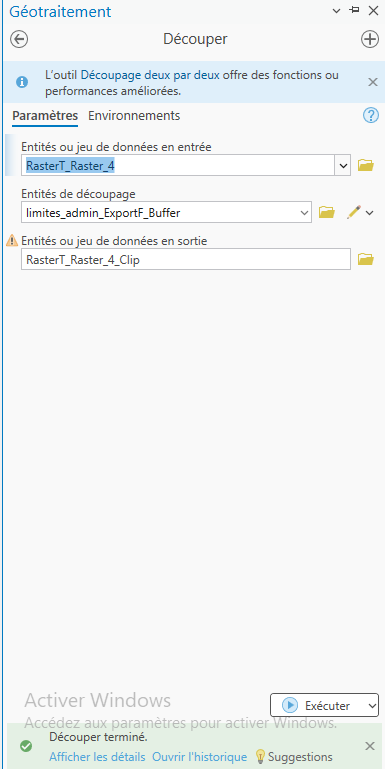 Géotraitement
Découper
L'outil Découpage deux par deux offre des fonctions ou
performances améliorées.
Paramètres Environnements
Entités ou jeu de données en entrée
RasterT_Raster_4
Entités de découpage
limites_admin_ExportF_Buffer
Entités ou jeu de données en sortie
RasterT_Raster_4_Clip
Activer Windows
Exécuter
Accédez aux paramètres pour activer Windows.
Découper terminé.
Afficher les détails Ouvrir l'historique Suggestions